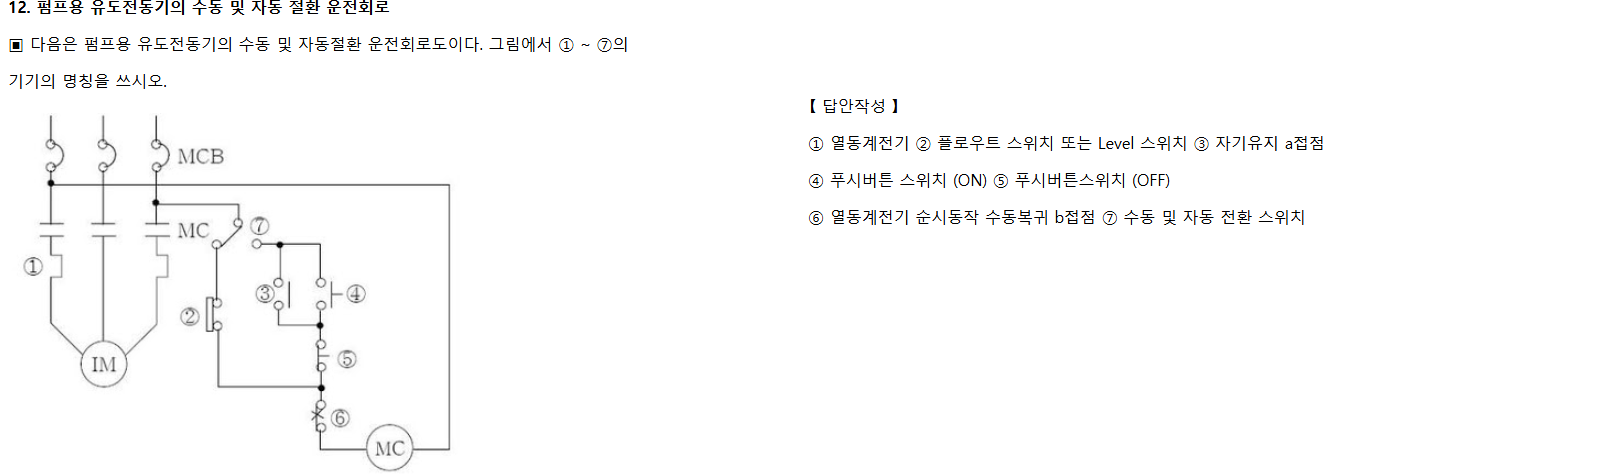 12. 펌프용 유도전동기의 수동 및 자동 절환 운전회로
▣ 다음은 펌프용 유도전동기의 수동 및 자동절환 운전회로도이다. 그림에서 ① ~ ⑦의
기기의 명칭을 쓰시오.
MCB
MC
⑦
①
③
④
②
⑤
IM
⑥
MC
【 답안작성 】
① 열동계전기 ② 플로우트 스위치 또는 Level 스위치 ③ 자기유지 a접점
④ 푸시버튼 스위치 (ON) ⑤ 푸시버튼스위치 (OFF)
⑥ 열동계전기 순시동작 수동복귀 b접점 ⑦ 수동 및 자동 전환 스위치